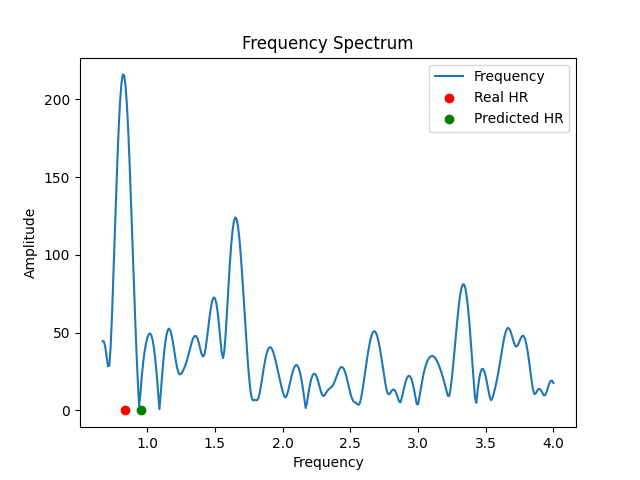 Frequency Spectrum
Frequency
Real HR
Predicted HR
Amplitude
200
150
100
50
0
1.0 1.5 2.0 2.5 3.0 3.5 4.0
Frequency